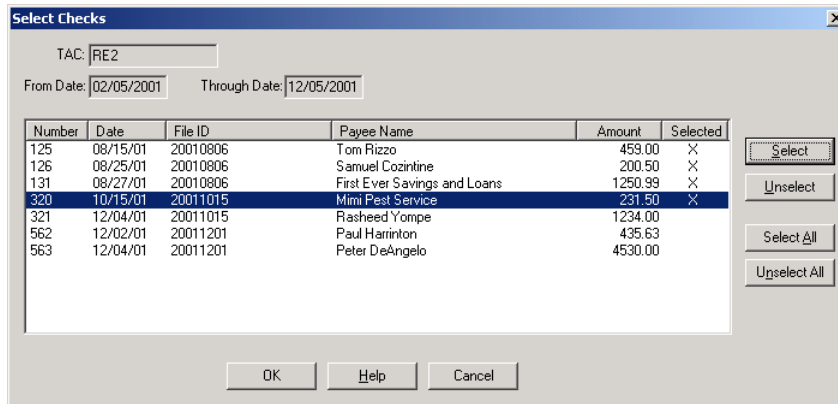 Select Checks
TAC: RE2
From Date: 02/05/2001 Through Date: 12/05/2001
Number Date File ID Payee Name Amount Selected
125 08/15/01 20010806 Tom Rizzo 459.00 X
126 08/25/01 20010806 Samuel Cozintine 200.50 X
131 08/27/01 20010806 First Ever Savings and Loans 1250.99 X
320 10/15/01 20011015 Mimi Pest Service 231.50 X
321 12/04/01 20011015 Rasheed Yompe 1234.00
562 12/02/01 20011201 Paul Harrinton 435.63
563 12/04/01 20011201 Peter DeAngelo 4530.00
Select
Unselect
Select All
Unselect All
OK Help Cancel